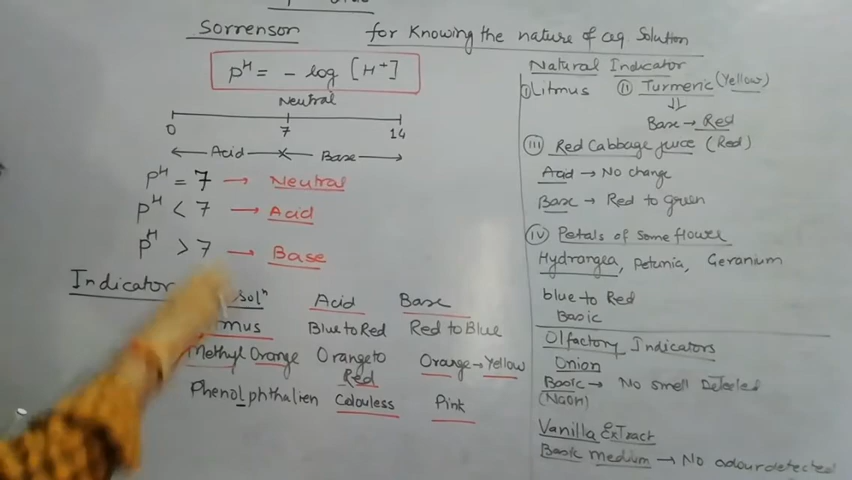 Sorrenson for Knowing the nature of aq Solution
pH = - log [H+]
Neutral
0 7 14
Acid Base
pH = 7 → Neutral
pH < 7 → Acid
pH > 7 → Base
Indicator
soln Acid Base
tmus Blue to Red Red to Blue
Methyl Orange Orange to Red Orange → Yellow
Phenolphthalien Colouless Pink
Natural Indicator
(I) Litmus (II) Turmeric (Yellow)
⇓
Base → Red
(III) Red Cabbage juice (Red)
Acid → No change
Base → Red to green
(IV) Petals of some flower
Hydrangea, Petunia, Geranium
blue to Red
Basic
Olfactory Indicators
Onion
Basic → No smell Detected
(NaOH)
Vanilla Extract
Basic medium → No odour detected